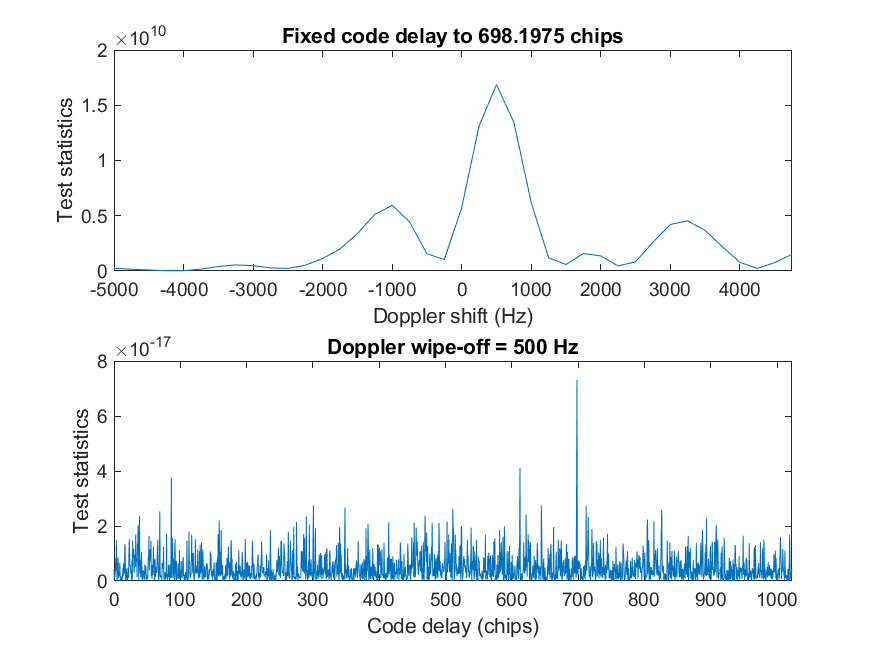 ×10^10
Fixed code delay to 698.1975 chips
2
1.5
1
0.5
0
Test statistics
-5000 -4000 -3000 -2000 -1000 0 1000 2000 3000 4000
Doppler shift (Hz)
×10^-17
Doppler wipe-off = 500 Hz
8
6
4
2
0
Test statistics
0 100 200 300 400 500 600 700 800 900 1000
Code delay (chips)